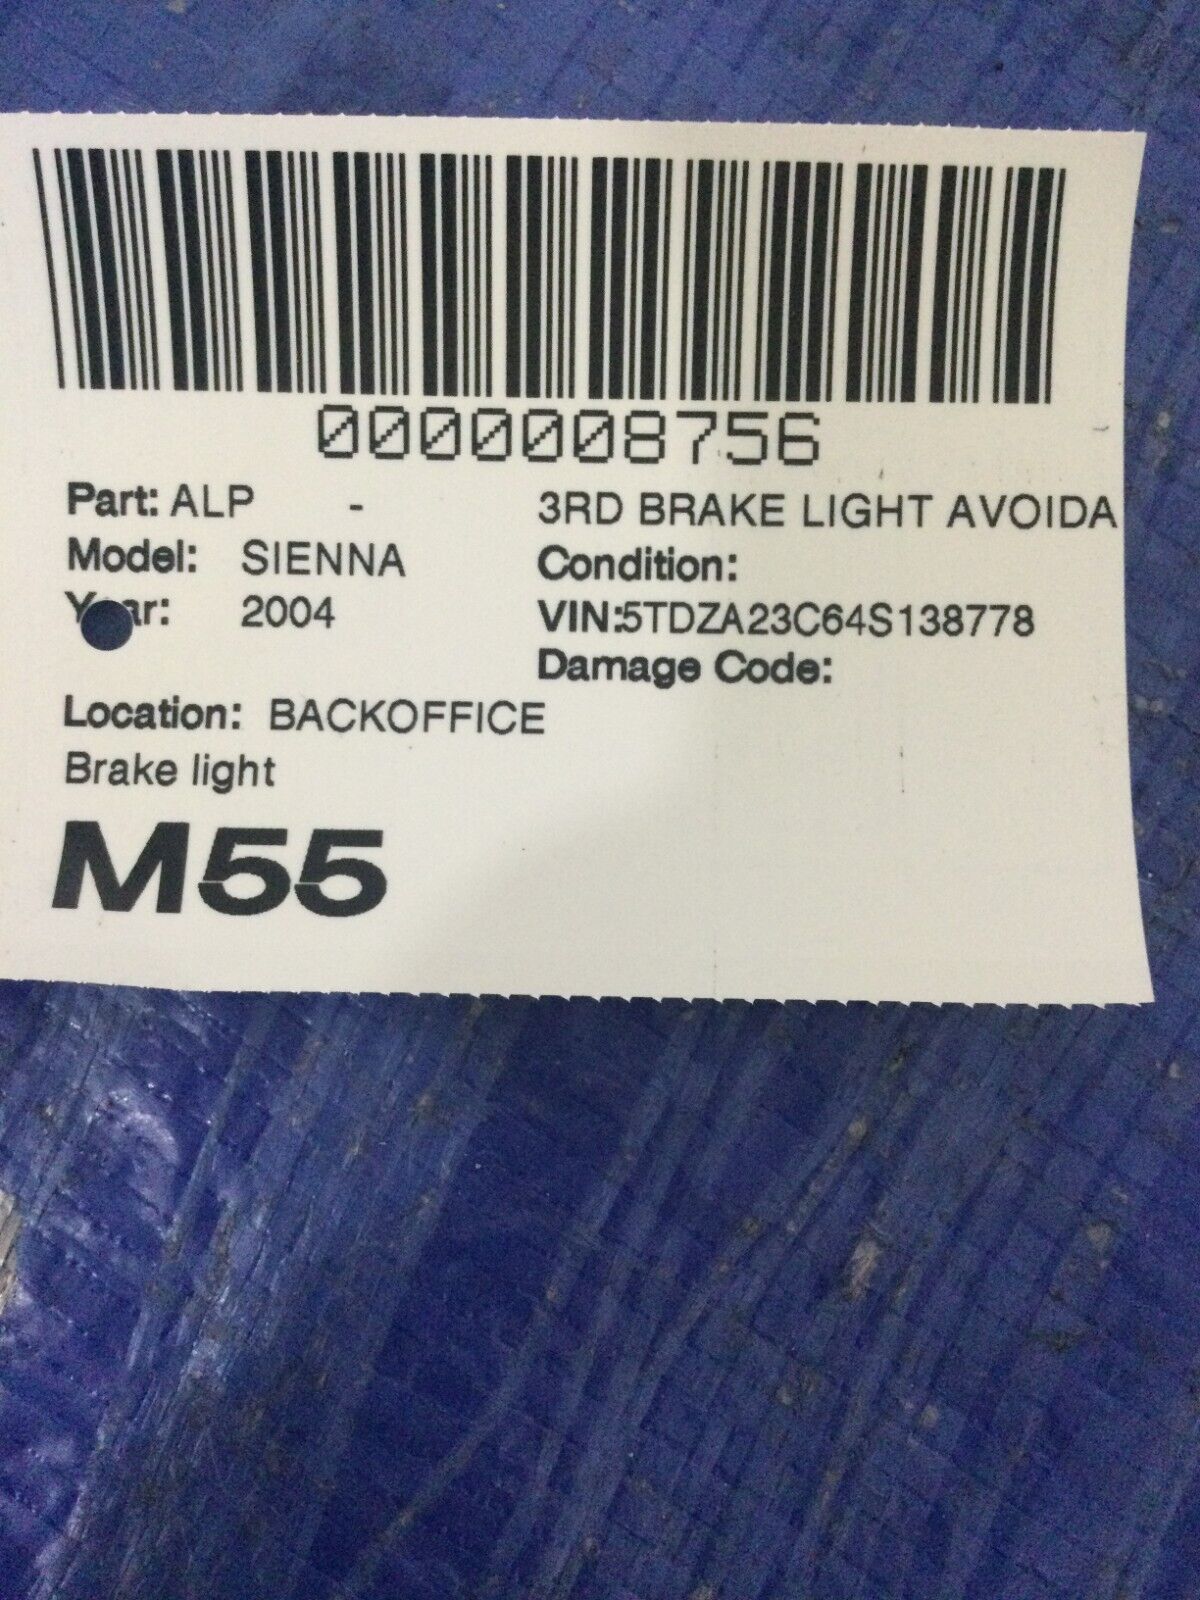 0000008756
Part: ALP - 3RD BRAKE LIGHT AVOIDA
Model: SIENNA Condition:
Year: 2004 VIN:5TDZA23C64S138778
Damage Code:
Location: BACKOFFICE
Brake light
M55